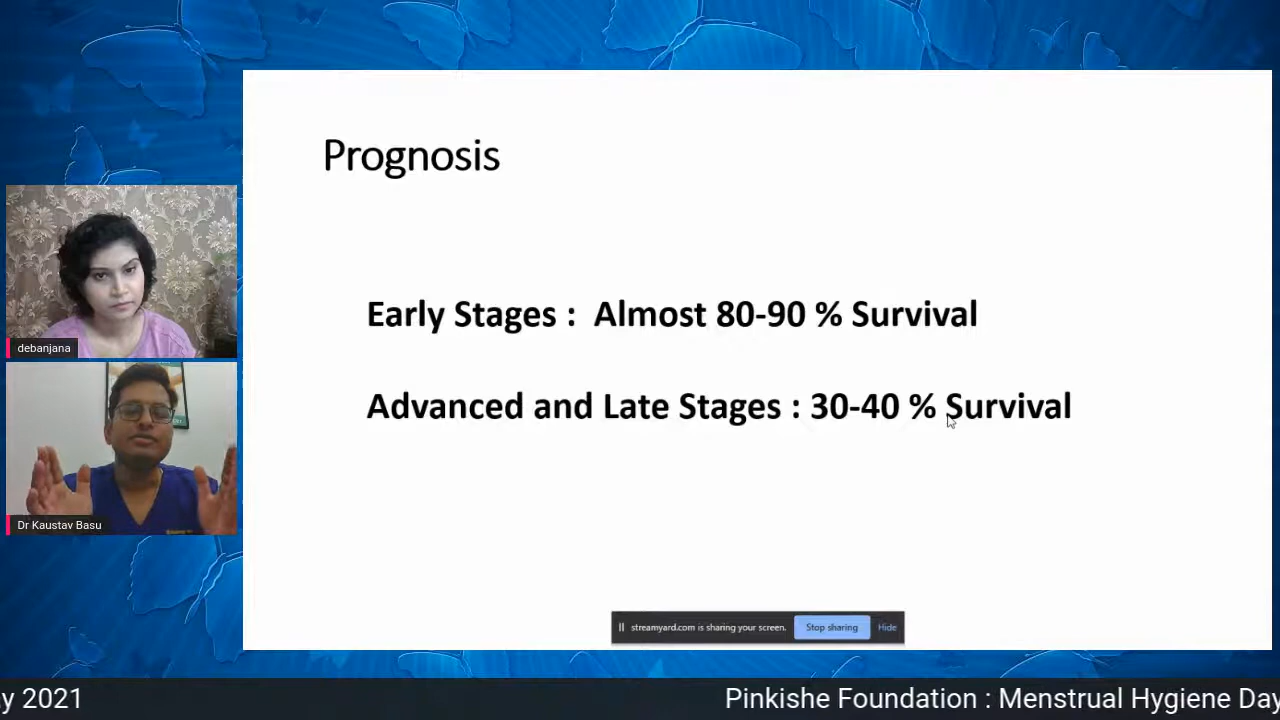 Prognosis
Early Stages : Almost 80-90 % Survival
Advanced and Late Stages : 30-40 % Survival
debanjana
Dr Kaustav Basu
streamyard.com is sharing your screen. Stop sharing Hide
y 2021 Pinkishe Foundation : Menstrual Hygiene Day